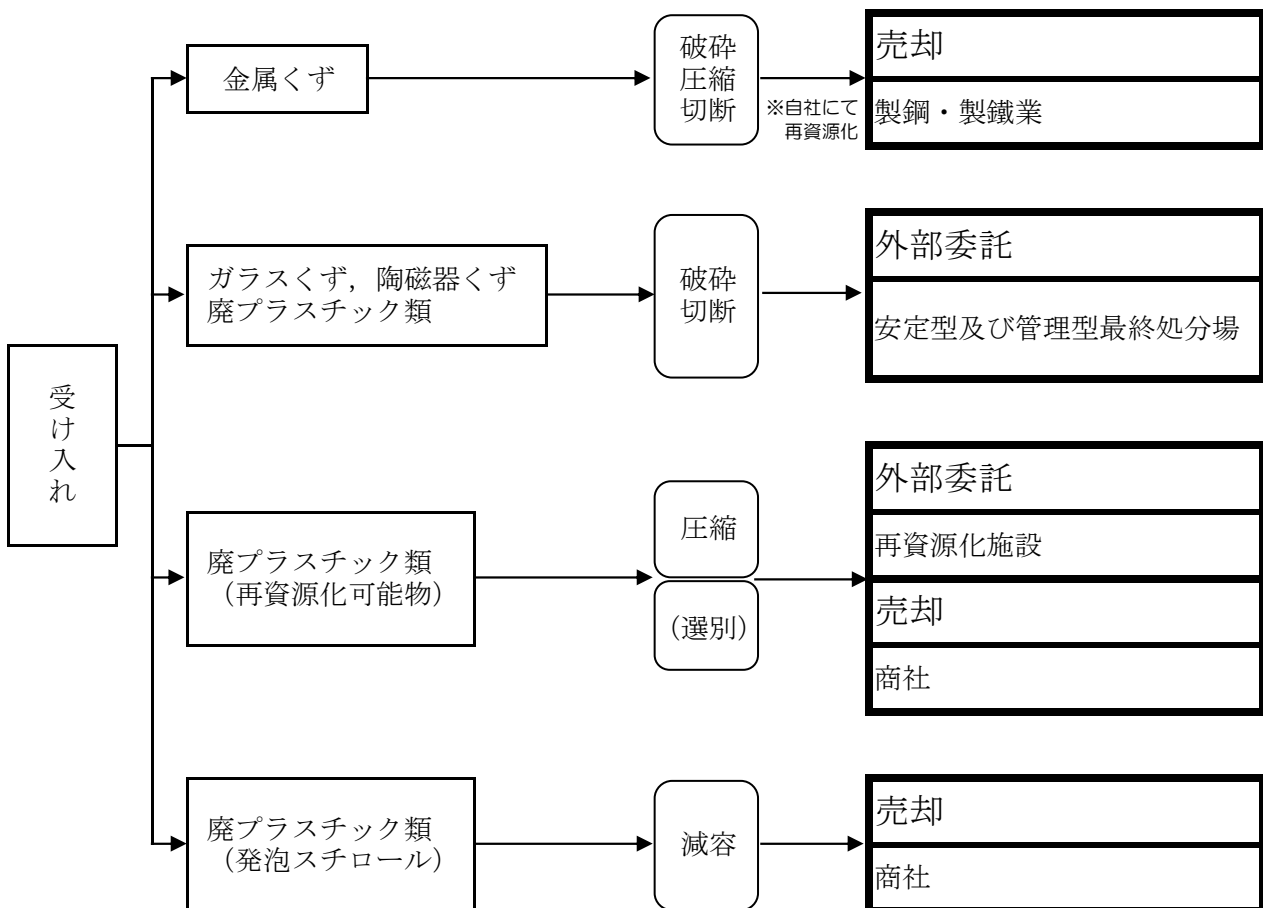 受け入れ
金属くず
破砕
圧縮
切断
※自社にて
再資源化
売却
製鋼・製鐵業
ガラスくず，陶磁器くず
廃プラスチック類
破砕
切断
外部委託
安定型及び管理型最終処分場
廃プラスチック類
（再資源化可能物）
圧縮
（選別）
外部委託
再資源化施設
売却
商社
廃プラスチック類
（発泡スチロール）
減容
売却
商社